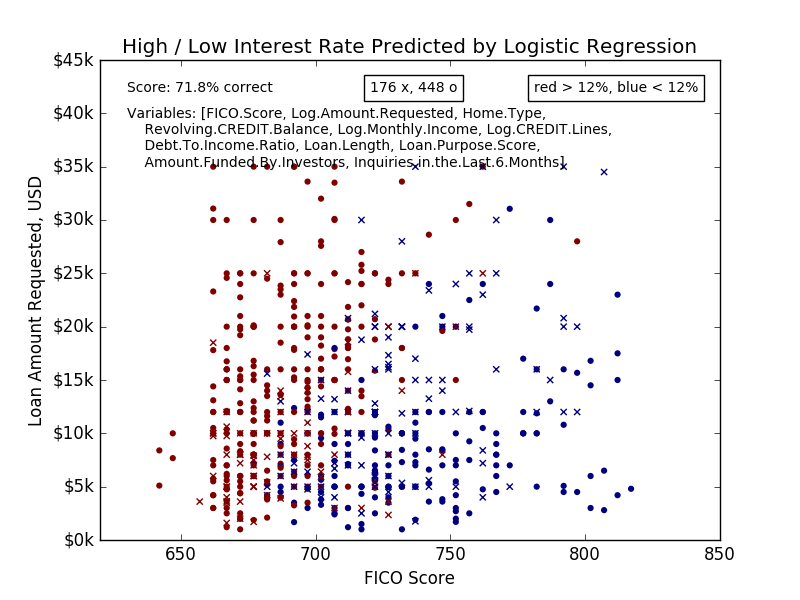 High / Low Interest Rate Predicted by Logistic Regression
Score: 71.8% correct
176 x, 448 o
red > 12%, blue < 12%
Variables: [FICO.Score, Log.Amount.Requested, Home.Type,
Revolving.CREDIT.Balance, Log.Monthly.Income, Log.CREDIT.Lines,
Debt.To.Income.Ratio, Loan.Length, Loan.Purpose.Score,
Amount.Funded.By.Investors, Inquiries.in.the.Last.6.Months]
$45k
$40k
$35k
$30k
$25k
$20k
$15k
$10k
$5k
$0k
Loan Amount Requested, USD
650 700 750 800 850
FICO Score